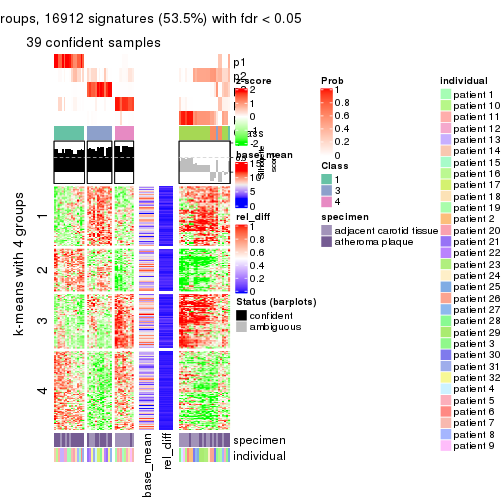 roups, 16912 signatures (53.5%) with fdr < 0.05
39 confident samples
p1
p2
z-score
2
1
0
-1
-2
base_mean
5
0
rel_diff
1
0.8
0.6
0.4
0.2
0
Status (barplots)
confident
ambiguous
Prob
1
0.8
0.6
0.4
0.2
0
Class
1
3
4
specimen
adjacent carotid tissue
atheroma plaque
individual
patient 1
patient 10
patient 11
patient 12
patient 13
patient 14
patient 15
patient 16
patient 17
patient 18
patient 19
patient 2
patient 20
patient 21
patient 22
patient 23
patient 24
patient 25
patient 26
patient 27
patient 28
patient 29
patient 3
patient 30
patient 31
patient 32
patient 4
patient 5
patient 6
patient 7
patient 8
patient 9
k-means with 4 groups
1
2
3
4
specimen
individual
base_mean
rel_diff